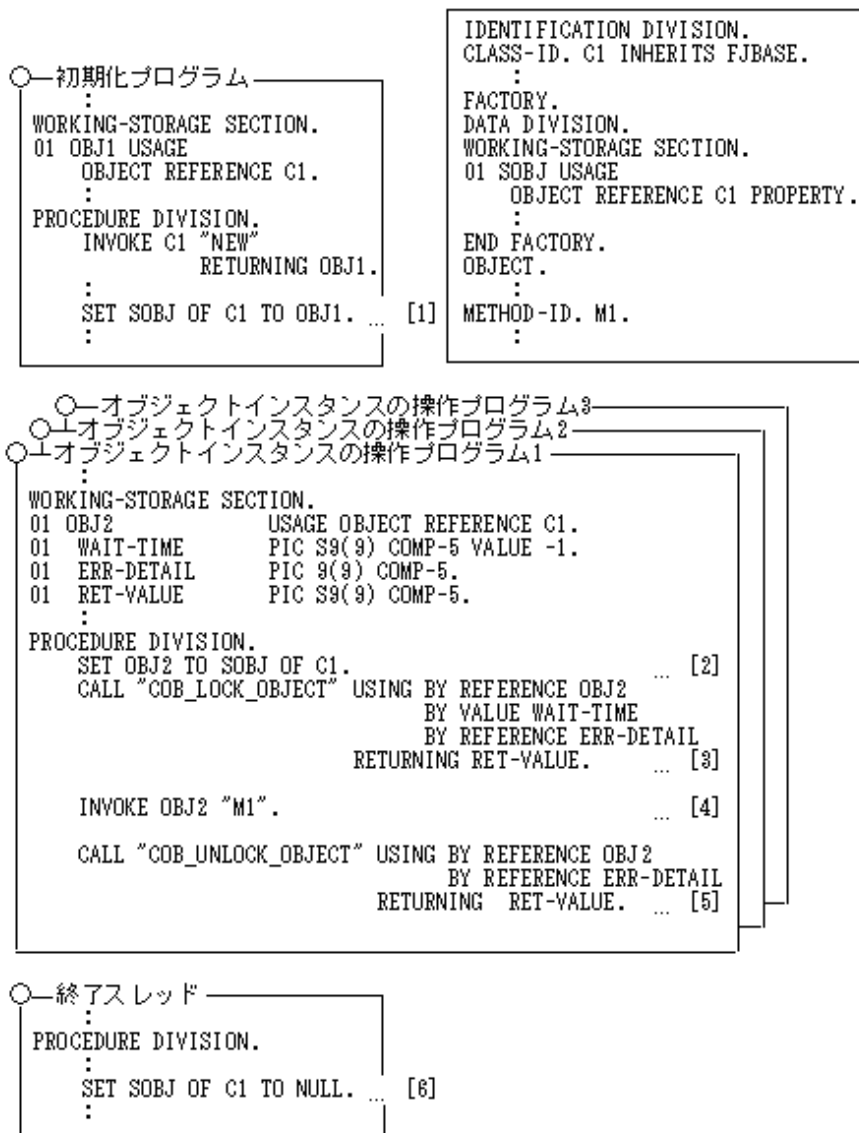 初期化プログラム
:
WORKING-STORAGE SECTION.
01 OBJ1 USAGE
OBJECT REFERENCE C1.
:
PROCEDURE DIVISION.
INVOKE C1 "NEW"
RETURNING OBJ1.
:
SET SOBJ OF C1 TO OBJ1. … [1]
:
IDENTIFICATION DIVISION.
CLASS-ID. C1 INHERITS FJBASE.
:
FACTORY.
DATA DIVISION.
WORKING-STORAGE SECTION.
01 SOBJ USAGE
OBJECT REFERENCE C1 PROPERTY.
:
END FACTORY.
OBJECT.
:
METHOD-ID. M1.
:
オブジェクトインスタンスの操作プログラム3
オブジェクトインスタンスの操作プログラム2
オブジェクトインスタンスの操作プログラム1
:
WORKING-STORAGE SECTION.
01 OBJ2 USAGE OBJECT REFERENCE C1.
01 WAIT-TIME PIC S9(9) COMP-5 VALUE -1.
01 ERR-DETAIL PIC 9(9) COMP-5.
01 RET-VALUE PIC S9(9) COMP-5.
:
PROCEDURE DIVISION.
SET OBJ2 TO SOBJ OF C1. … [2]
CALL "COB_LOCK_OBJECT" USING BY REFERENCE OBJ2
BY VALUE WAIT-TIME
BY REFERENCE ERR-DETAIL
RETURNING RET-VALUE. … [3]
INVOKE OBJ2 "M1". … [4]
CALL "COB_UNLOCK_OBJECT" USING BY REFERENCE OBJ2
BY REFERENCE ERR-DETAIL
RETURNING RET-VALUE. … [5]
終了スレッド
:
PROCEDURE DIVISION.
:
SET SOBJ OF C1 TO NULL. … [6]
: